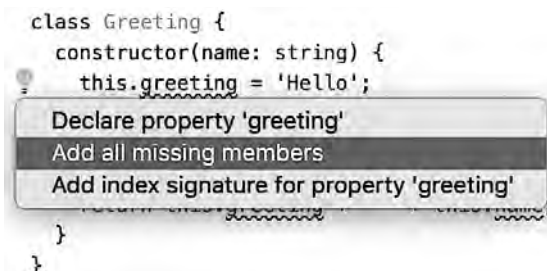 class Greeting {
constructor(name: string) {
this.greeting = 'Hello';
Declare property 'greeting'
Add all missing members
Add index signature for property 'greeting'
}
}